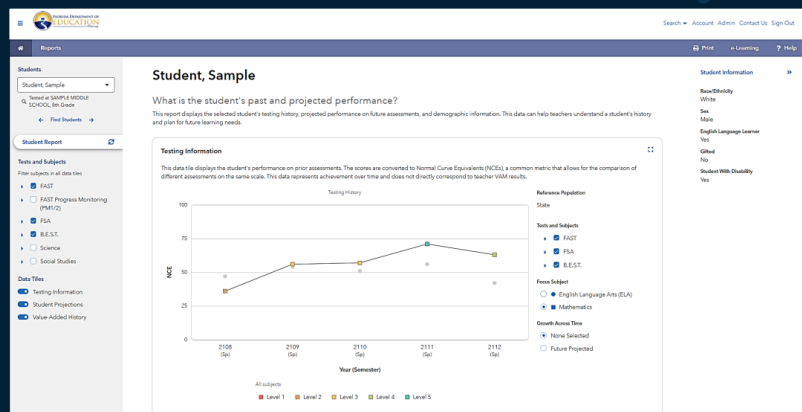 FLORIDA DEPARTMENT OF
EDUCATION
Search Account Admin Contact Us Sign Out
Reports
Print e-Learning ? Help
Students
Student, Sample
Tested at SAMPLE MIDDLE
SCHOOL, 8th Grade
Find Students
Student Report
Tests and Subjects
Filter subjects in all data tiles
FAST
FAST Progress Monitoring
(PM1/2)
FSA
B.E.S.T.
Science
Social Studies
Data Tiles
Testing Information
Student Projections
Value-Added History
Student, Sample
What is the student's past and projected performance?
This report displays the selected student's testing history, projected performance on future assessments, and demographic information. This data can help teachers understand a student's history
and plan for future learning needs.
Testing Information
This data tile displays the student's performance on prior assessments. The scores are converted to Normal Curve Equivalents (NCEs), a common metric that allows for the comparison of
different assessments on the same scale. This data represents achievement over time and does not directly correspond to teacher VAM results.
Testing History
NCE
100
75
50
25
0
2108 2109 2110 2111 2112
(Sp) (Sp) (Sp) (Sp) (Sp)
Year (Semester)
All subjects
Level 1 Level 2 Level 3 Level 4 Level 5
Reference Population
State
Tests and Subjects
FAST
FSA
B.E.S.T.
Focus Subject
English Language Arts (ELA)
Mathematics
Growth Across Time
None Selected
Future Projected
Student Information »
Race/Ethnicity
White
Sex
Male
English Language Learner
Yes
Gifted
No
Student With Disability
Yes